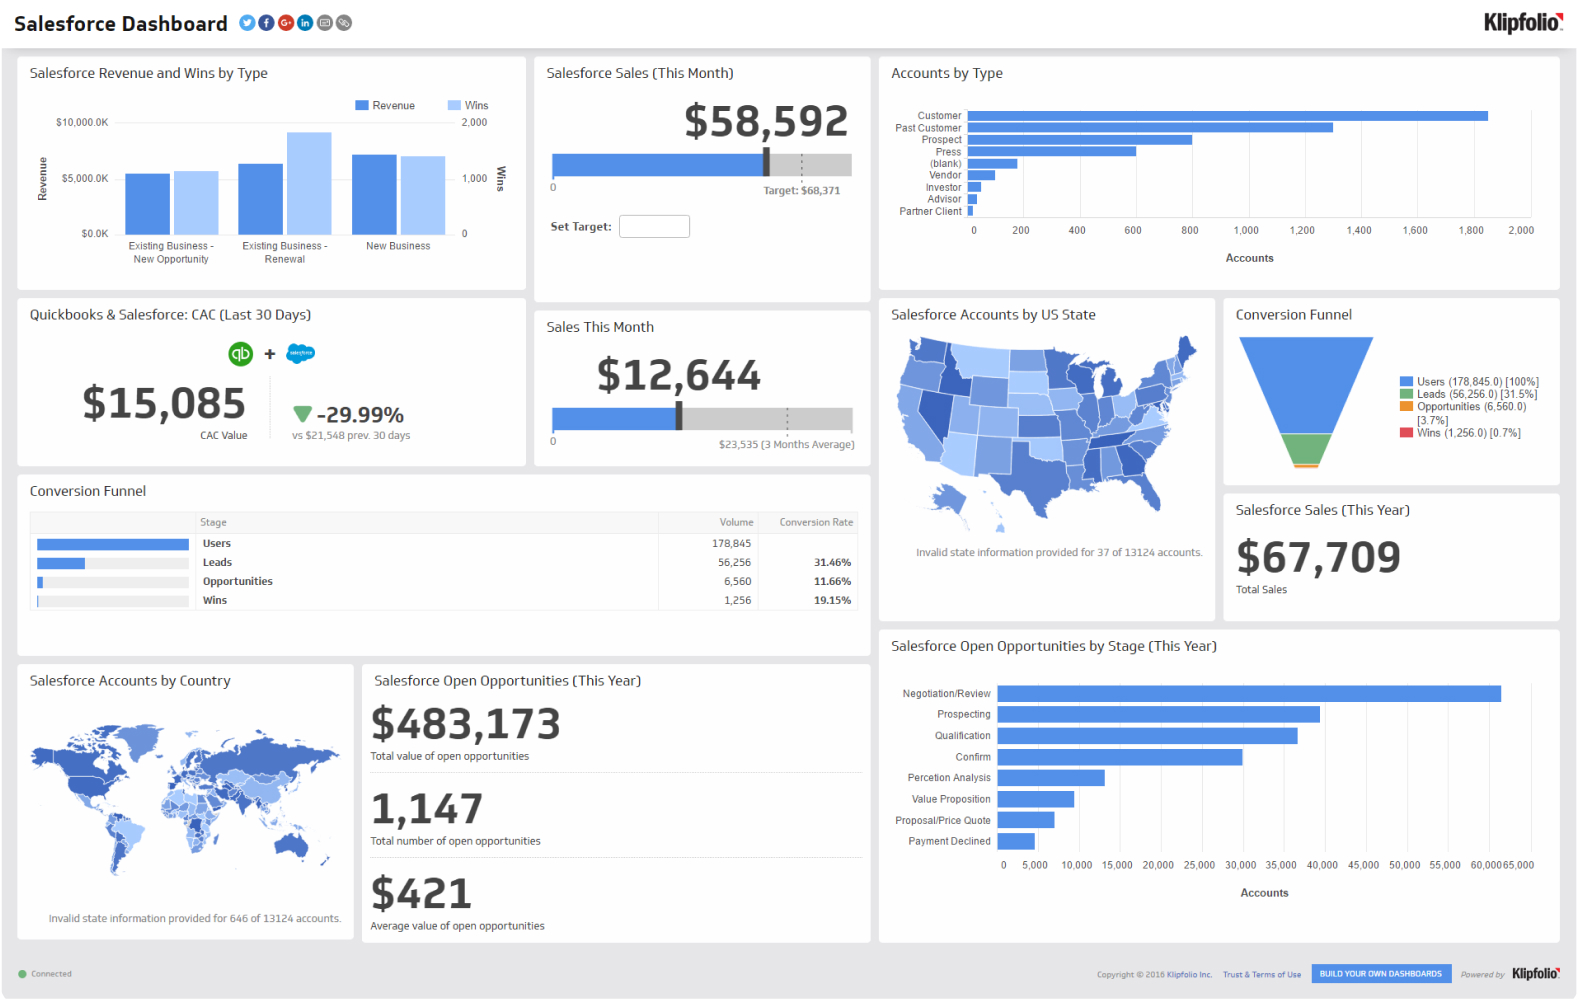 Salesforce Dashboard
Klipfolio
Salesforce Revenue and Wins by Type
Revenue
Wins
$10,000.0K
2,000
$5,000.0K
1,000
$0.0K
0
Revenue
Wins
Existing Business -
New Opportunity
Existing Business -
Renewal
New Business
Salesforce Sales (This Month)
$58,592
0
Target: $68,371
Set Target:
Accounts by Type
Customer
Past Customer
Prospect
Press
(blank)
Vendor
Investor
Advisor
Partner Client
0 200 400 600 800 1,000 1,200 1,400 1,600 1,800 2,000
Accounts
Quickbooks & Salesforce: CAC (Last 30 Days)
qb + salesforce
$15,085
CAC Value
-29.99%
vs $21,548 prev. 30 days
Sales This Month
$12,644
0
$23,535 (3 Months Average)
Salesforce Accounts by US State
Invalid state information provided for 37 of 13124 accounts.
Conversion Funnel
Users (178,845.0) [100%]
Leads (56,256.0) [31.5%]
Opportunities (6,560.0)
[3.7%]
Wins (1,256.0) [0.7%]
Conversion Funnel
Stage Volume Conversion Rate
Users 178,845
Leads 56,256 31.46%
Opportunities 6,560 11.66%
Wins 1,256 19.15%
Salesforce Sales (This Year)
$67,709
Total Sales
Salesforce Accounts by Country
Invalid state information provided for 646 of 13124 accounts.
Salesforce Open Opportunities (This Year)
$483,173
Total value of open opportunities
1,147
Total number of open opportunities
$421
Average value of open opportunities
Salesforce Open Opportunities by Stage (This Year)
Negotiation/Review
Prospecting
Qualification
Confirm
Percetion Analysis
Value Proposition
Proposal/Price Quote
Payment Declined
0 5,000 10,000 15,000 20,000 25,000 30,000 35,000 40,000 45,000 50,000 55,000 60,000 65,000
Accounts
Connected
Copyright © 2016 Klipfolio Inc. Trust & Terms of Use BUILD YOUR OWN DASHBOARDS Powered by Klipfolio